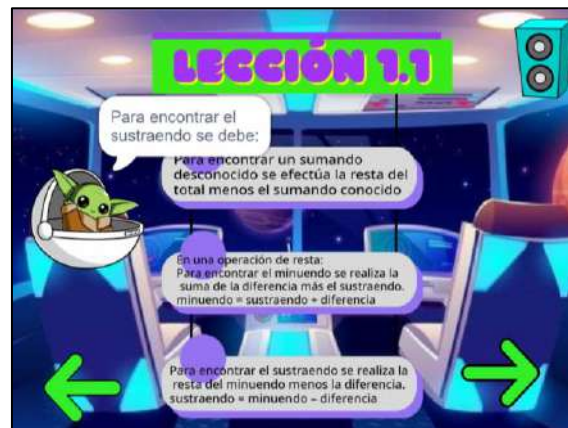 LECCIÓN 1.1
Para encontrar el
sustraendo se debe:
Para encontrar un sumando
desconocido se efectúa la resta del
total menos el sumando conocido
En una operación de resta:
Para encontrar el minuendo se realiza la
suma de la diferencia más el sustraendo.
minuendo = sustraendo + diferencia
Para encontrar el sustraendo se realiza la
resta del minuendo menos la diferencia.
sustraendo = minuendo – diferencia